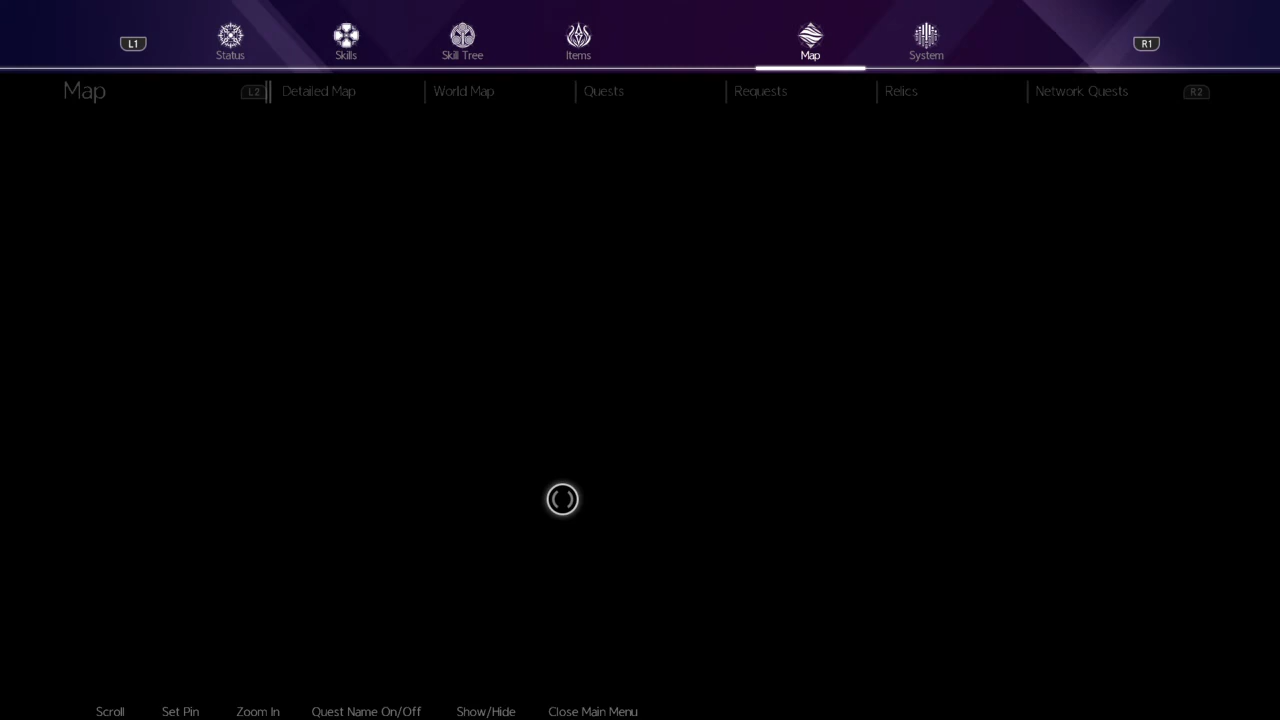 L1 Status Skills Skill Tree Items Map System R1
Map L2 Detailed Map World Map Quests Requests Relics Network Quests R2
Scroll Set Pin Zoom In Quest Name On/Off Show/Hide Close Main Menu